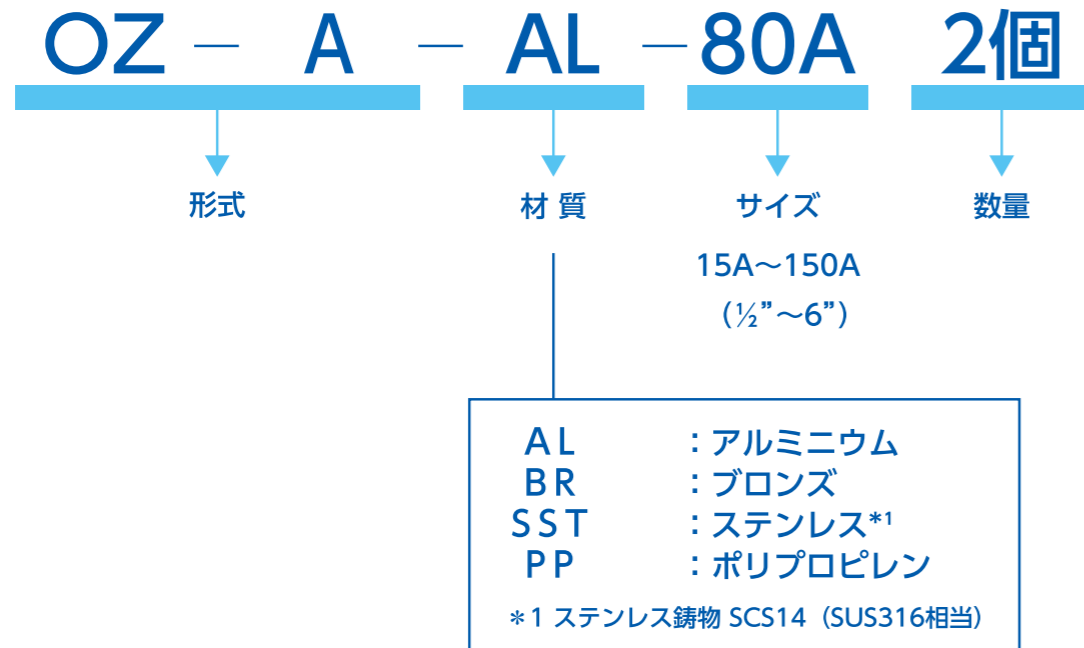 OZ — A — AL — 80A 2個
形式 材 質 サイズ 数量
15A〜150A
（½”〜6”）
AL ：アルミニウム
BR ：ブロンズ
SST ：ステンレス*1
PP ：ポリプロピレン
＊1 ステンレス鋳物 SCS14（SUS316相当）